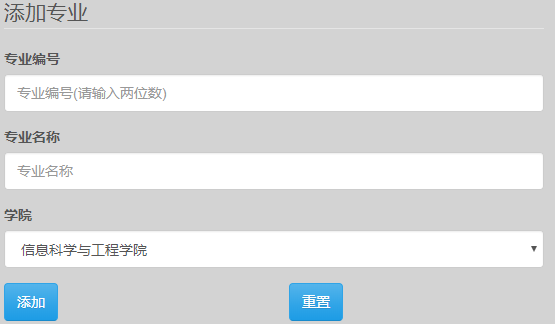 添加专业
专业编号
专业编号(请输入两位数)
专业名称
专业名称
学院
信息科学与工程学院
添加 重置